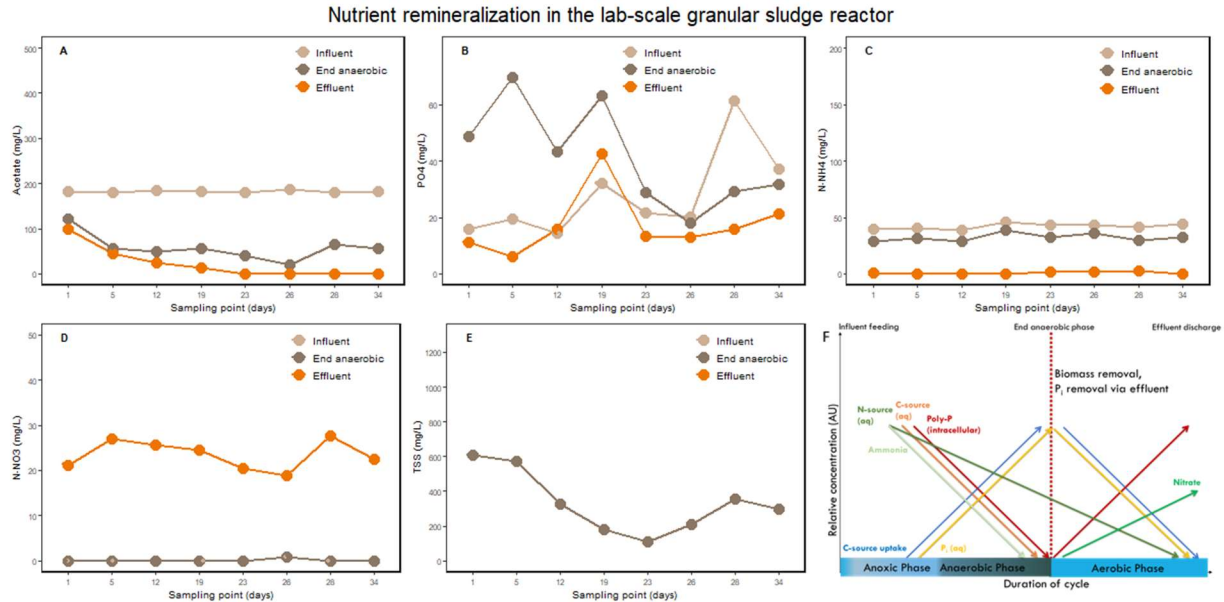 Nutrient remineralization in the lab-scale granular sludge reactor
A
Influent
End anaerobic
Effluent
Acetate (mg/L)
500
400
300
200
100
0
1 5 12 19 23 26 28 34
Sampling point (days)
B
Influent
End anaerobic
Effluent
PO4 (mg/L)
60
40
20
0
1 5 12 19 23 26 28 34
Sampling point (days)
C
Influent
End anaerobic
Effluent
N-NH4 (mg/L)
200
150
100
50
0
1 5 12 19 23 26 28 34
Sampling point (days)
D
Influent
End anaerobic
Effluent
N-NO3 (mg/L)
50
40
30
20
10
0
1 5 12 19 23 26 28 34
Sampling point (days)
E
Influent
End anaerobic
Effluent
TSS (mg/L)
1200
1000
800
600
400
200
0
1 5 12 19 23 26 28 34
Sampling point (days)
Influent feeding
End anaerobic phase
Effluent discharge
F
Relative concentration (AU)
Biomass removal,
Pi removal via effluent
N-source
(aq)
C-source
(aq)
Poly-P
(intracellular)
Ammonia
Nitrate
C-source uptake
Pi (aq)
Anoxic Phase
Anaerobic Phase
Aerobic Phase
Duration of cycle